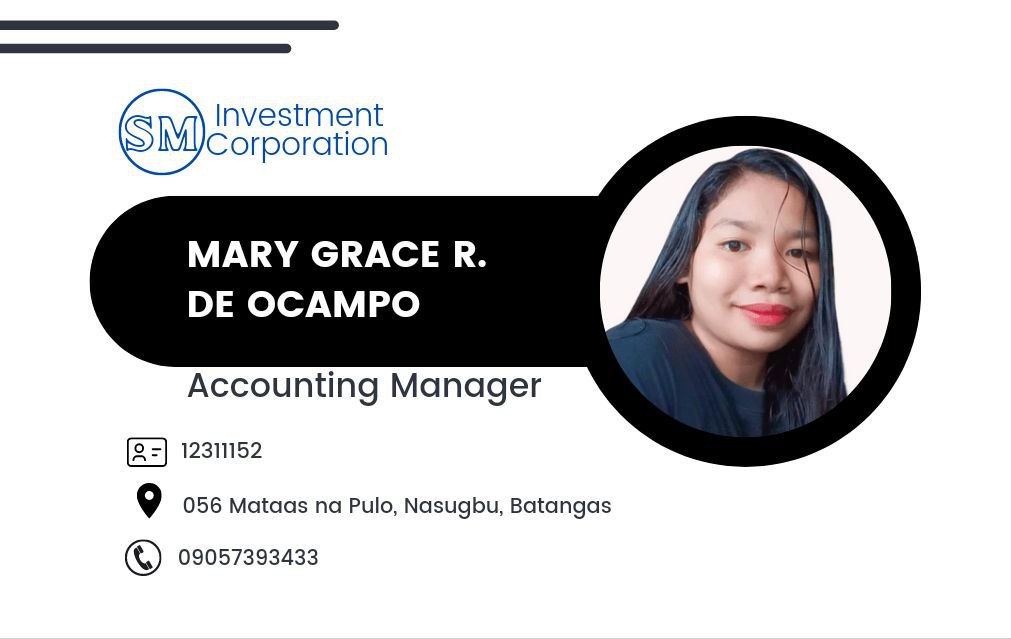 SM Investment
Corporation
MARY GRACE R.
DE OCAMPO
Accounting Manager
12311152
056 Mataas na Pulo, Nasugbu, Batangas
09057393433